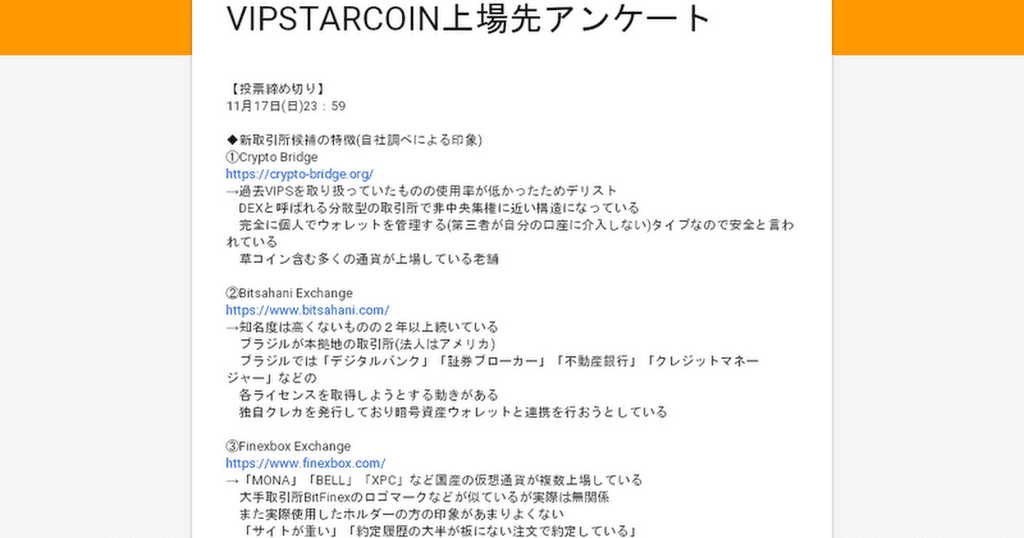 VIPSTARCOIN上場先アンケート
【投票締め切り】
11月17日(日)23：59
◆新取引所候補の特徴(自社調べによる印象)
①Crypto Bridge
https://crypto-bridge.org/
→過去VIPSを取り扱っていたものの使用率が低かったためデリスト
DEXと呼ばれる分散型の取引所で非中央集権に近い構造になっている
完全に個人でウォレットを管理する(第三者が自分の口座に介入しない)タイプなので安全と言わ
れている
草コイン含む多くの通貨が上場している老舗
②Bitsahani Exchange
https://www.bitsahani.com/
→知名度は高くないものの２年以上続いている
ブラジルが本拠地の取引所(法人はアメリカ)
ブラジルでは「デジタルバンク」「証券ブローカー」「不動産銀行」「クレジットマネー
ジャー」などの
各ライセンスを取得しようとする動きがある
独自クレカを発行しており暗号資産ウォレットと連携を行おうとしている
③Finexbox Exchange
https://www.finexbox.com/
→「MONA」「BELL」「XPC」など国産の仮想通貨が複数上場している
大手取引所BitFinexのロゴマークなどが似ているが実際は無関係
また実際使用したホルダーの方の印象があまりよくない
「サイトが重い」「約定履歴の大半が板にない注文で約定している」